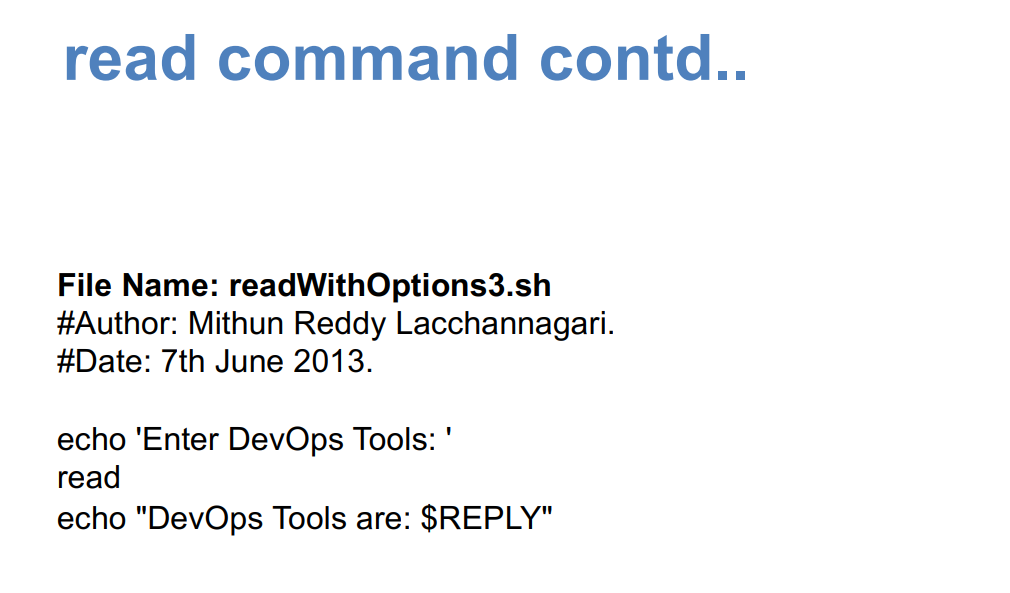 read command contd..
File Name: readWithOptions3.sh
#Author: Mithun Reddy Lacchannagari.
#Date: 7th June 2013.
echo 'Enter DevOps Tools: '
read
echo "DevOps Tools are: $REPLY"